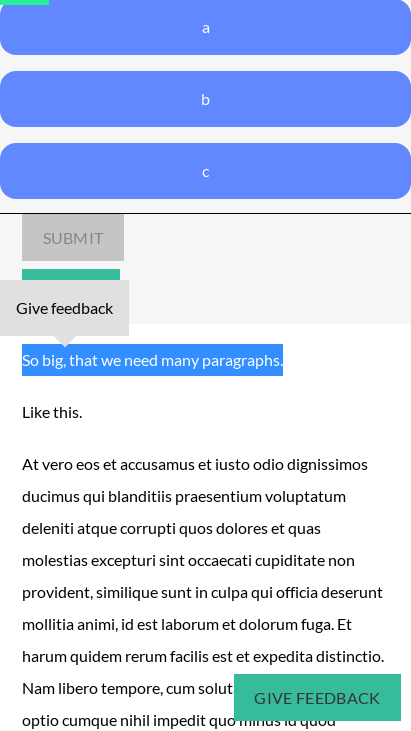 a
b
c
SUBMIT
Give feedback
So big, that we need many paragraphs.
Like this.
At vero eos et accusamus et iusto odio dignissimos
ducimus qui blanditiis praesentium voluptatum
deleniti atque corrupti quos dolores et quas
molestias excepturi sint occaecati cupiditate non
provident, similique sunt in culpa qui officia deserunt
mollitia animi, id est laborum et dolorum fuga. Et
harum quidem rerum facilis est et expedita distinctio.
Nam libero tempore, cum solut
GIVE FEEDBACK
optio cumque nihil impedit quo minus id quod